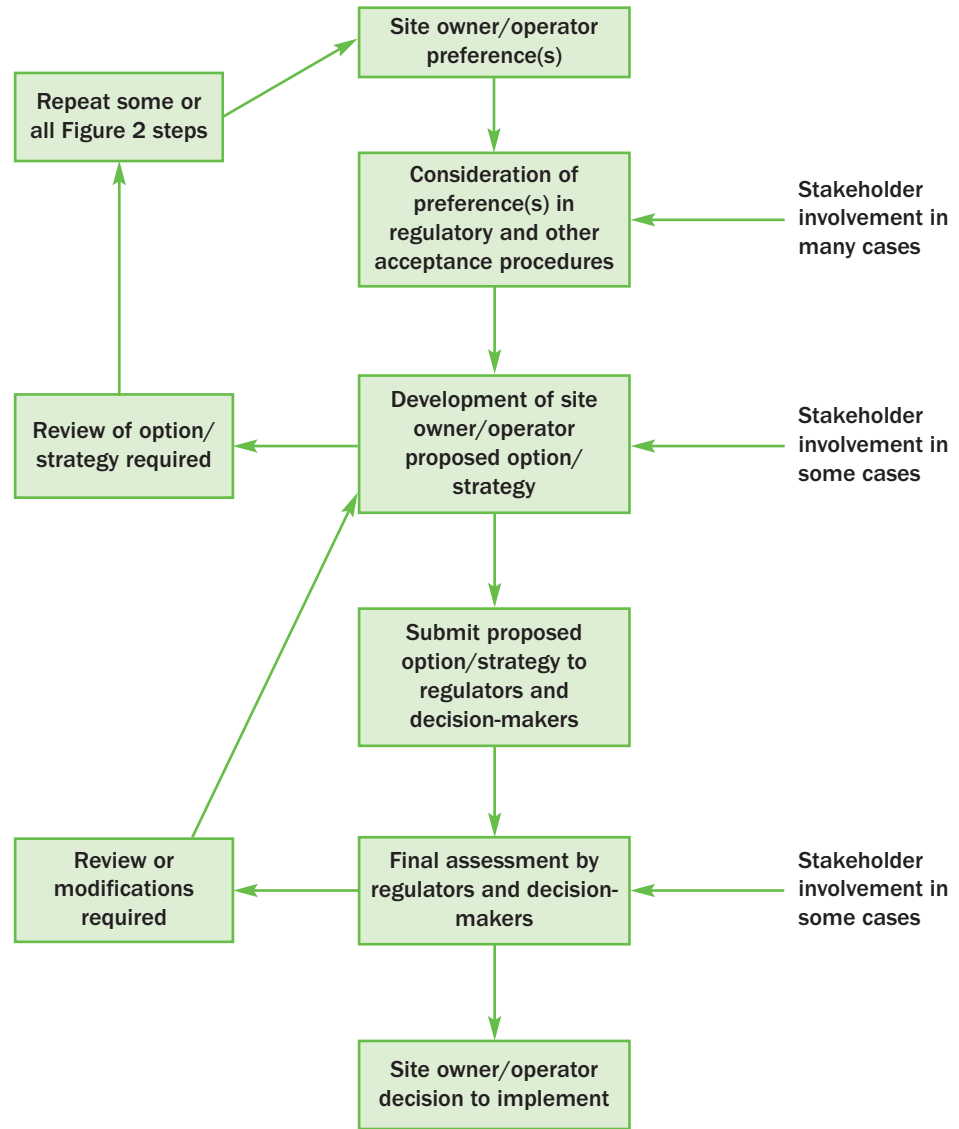 Site owner/operator
preference(s)
Repeat some or
all Figure 2 steps
Consideration of
preference(s) in
regulatory and other
acceptance procedures
Stakeholder
involvement in
many cases
Development of site
owner/operator
proposed option/
strategy
Review of option/
strategy required
Stakeholder
involvement in
some cases
Submit proposed
option/strategy to
regulators and
decision-makers
Final assessment by
regulators and decision-
makers
Review or
modifications
required
Stakeholder
involvement in
some cases
Site owner/operator
decision to implement